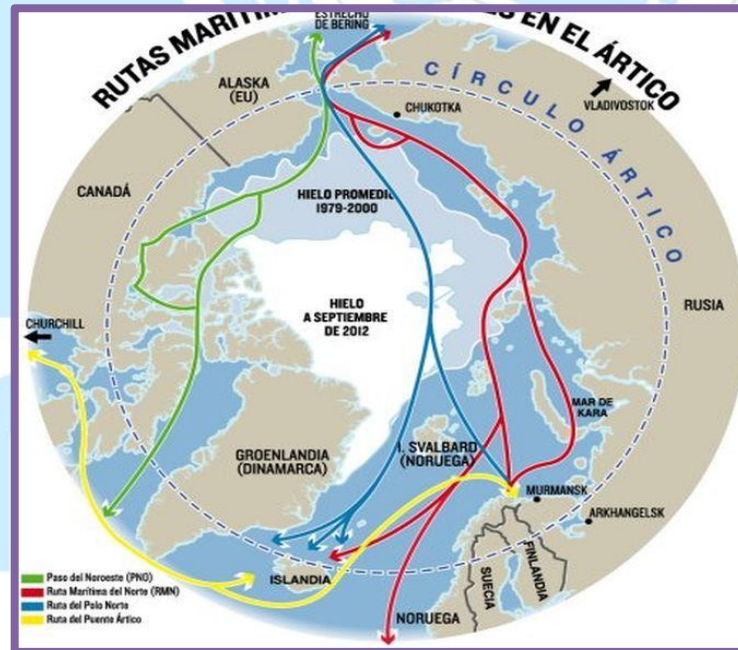 RUTAS MARÍTIM
ES EN EL ÁRTICO
ESTRECHO
DE BERING
ALASKA
(EU)
CÍRCULO ÁRTICO
CHUKOTKA
VLADIVOSTOK
CANADÁ
HIELO PROMEDIO
1979-2000
HIELO
A SEPTIEMBRE
DE 2012
RUSIA
CHURCHILL
MAR DE
KARA
GROENLANDIA
(DINAMARCA)
I. SVALBARD
(NORUEGA)
MURMANSK
ARKHANGELSK
FINLANDIA
SUECIA
ISLANDIA
NORUEGA
Paso del Noroeste (PNO)
Ruta Marítima del Norte (RMN)
Ruta del Polo Norte
Ruta del Puente Ártico